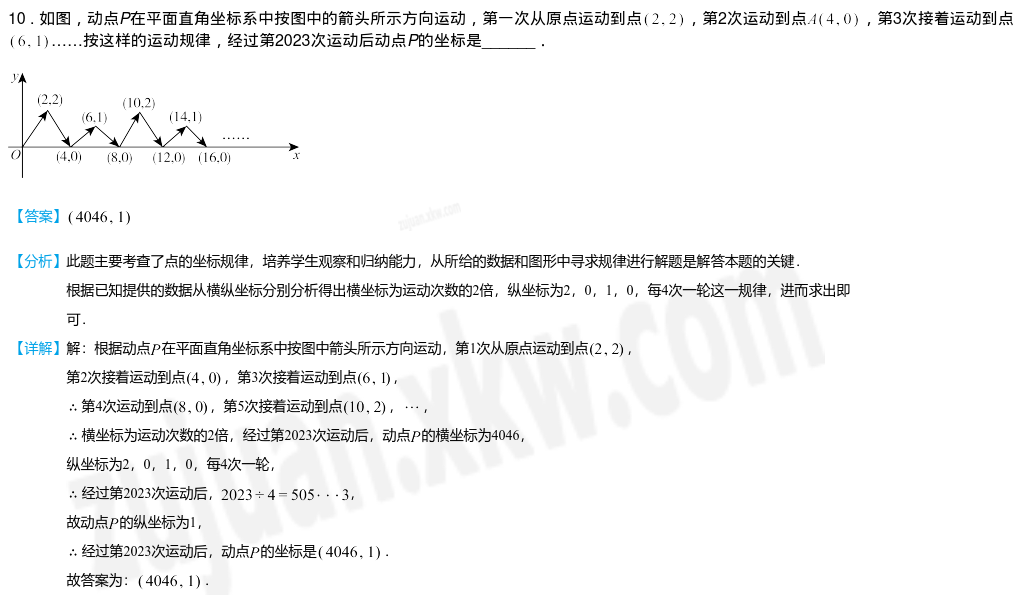 10．如图，动点P在平面直角坐标系中按图中的箭头所示方向运动，第一次从原点运动到点(2,2)，第2次运动到点A(4,0)，第3次接着运动到点
(6,1)……按这样的运动规律，经过第2023次运动后动点P的坐标是______．
y
(2,2)
(6,1)
(10,2)
(14,1)
……
O
(4,0)
(8,0)
(12,0)
(16,0)
x
【答案】(4046,1)
zujuan.xkw.com
【分析】此题主要考查了点的坐标规律，培养学生观察和归纳能力，从所给的数据和图形中寻求规律进行解题是解答本题的关键．
根据已知提供的数据从横纵坐标分别分析得出横坐标为运动次数的2倍，纵坐标为2，0，1，0，每4次一轮这一规律，进而求出即
可．
【详解】解：根据动点P在平面直角坐标系中按图中箭头所示方向运动，第1次从原点运动到点(2,2)，
第2次接着运动到点(4,0)，第3次接着运动到点(6,1)，
∴第4次运动到点(8,0)，第5次接着运动到点(10,2)，⋯，
∴横坐标为运动次数的2倍，经过第2023次运动后，动点P的横坐标为4046，
纵坐标为2，0，1，0，每4次一轮，
∴经过第2023次运动后，2023÷4=505···3，
故动点P的纵坐标为1，
∴经过第2023次运动后，动点P的坐标是(4046,1)．
故答案为：(4046,1)．
zujuan.xkw.com